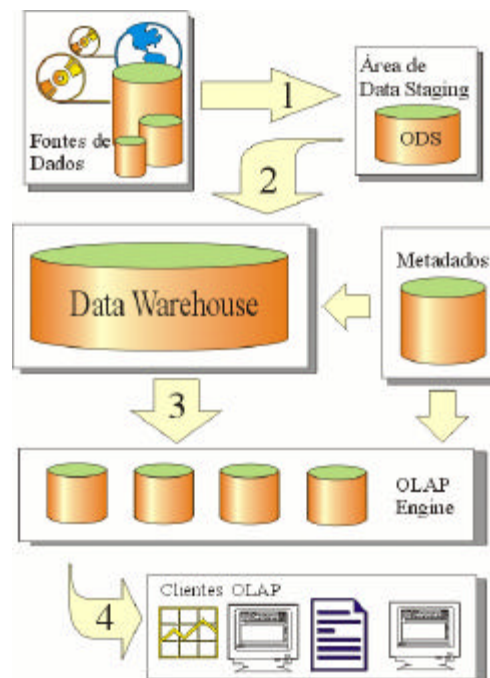 Fontes de
Dados
1
Área de
Data Staging
ODS
2
Data Warehouse
Metadados
3
OLAP
Engine
4
Clientes OLAP